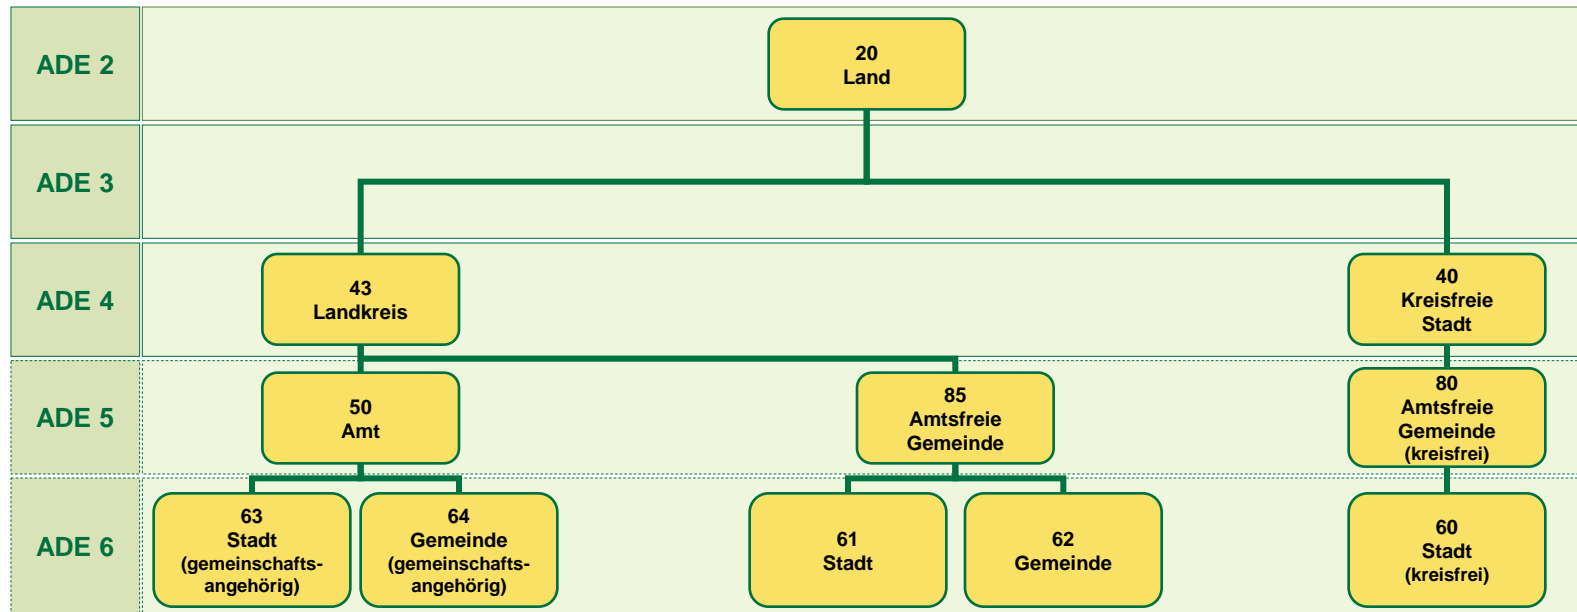 ADE 2
20
Land
ADE 3
ADE 4
43
Landkreis
40
Kreisfreie
Stadt
ADE 5
50
Amt
85
Amtsfreie
Gemeinde
80
Amtsfreie
Gemeinde
(kreisfrei)
ADE 6
63
Stadt
(gemeinschafts-
angehörig)
64
Gemeinde
(gemeinschafts-
angehörig)
61
Stadt
62
Gemeinde
60
Stadt
(kreisfrei)